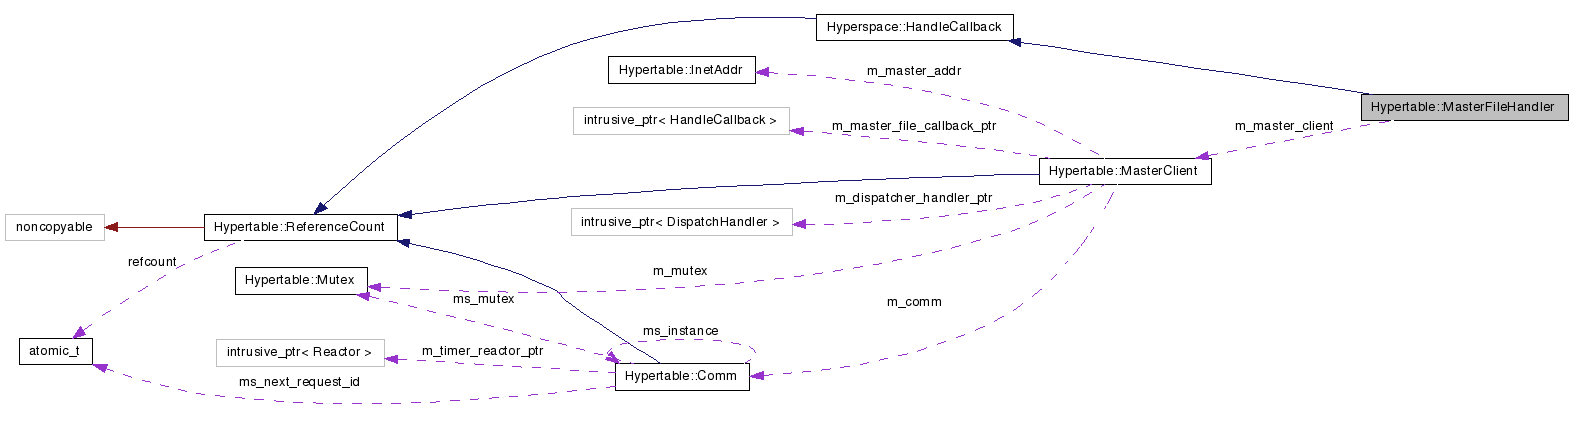 Hyperspace::HandleCallback
Hypertable::InetAddr
m_master_addr
Hypertable::MasterFileHandler
intrusive_ptr< HandleCallback >
m_master_file_callback_ptr
m_master_client
Hypertable::MasterClient
m_dispatcher_handler_ptr
intrusive_ptr< DispatchHandler >
noncopyable
Hypertable::ReferenceCount
refcount
m_mutex
Hypertable::Mutex
ms_mutex
m_comm
ms_instance
atomic_t
intrusive_ptr< Reactor >
m_timer_reactor_ptr
Hypertable::Comm
ms_next_request_id